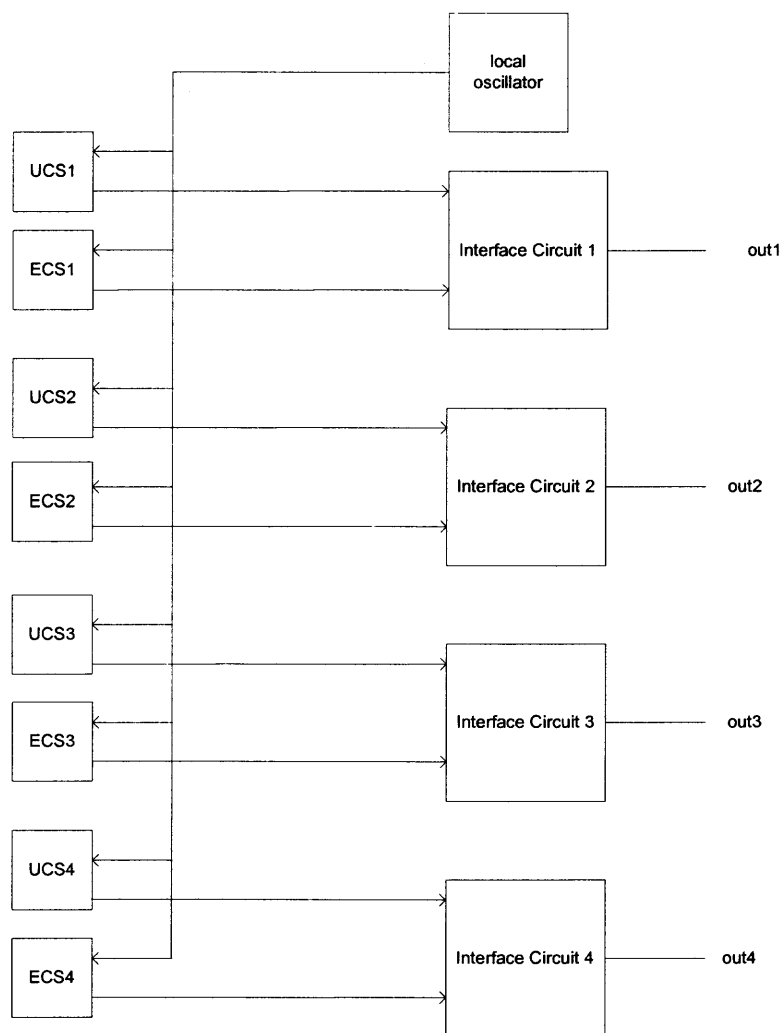 local
oscillator
UCS1
ECS1
Interface Circuit 1
out1
UCS2
ECS2
Interface Circuit 2
out2
UCS3
ECS3
Interface Circuit 3
out3
UCS4
ECS4
Interface Circuit 4
out4